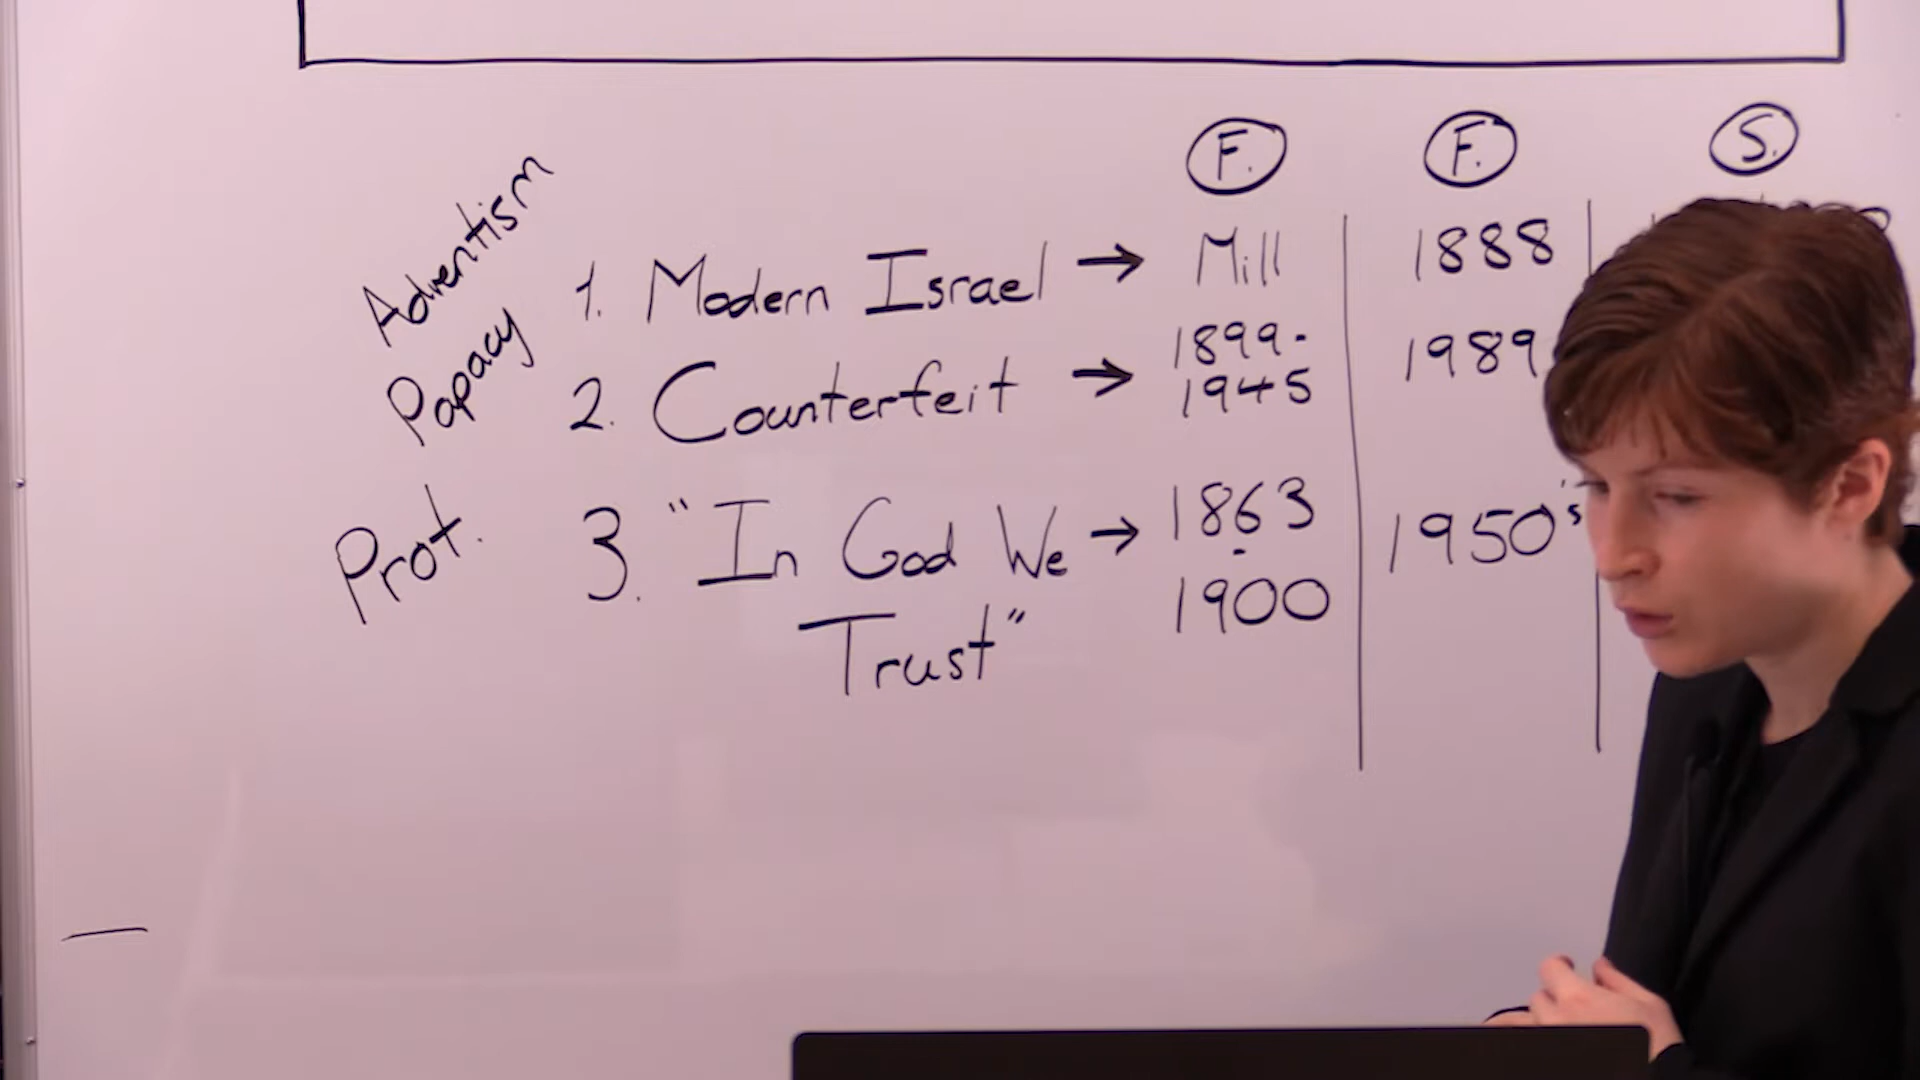 F. F. S.
Adventism 1. Modern Israel → Mill 1888
Papacy 2. Counterfeit → 1899- 1989
1945
Prot. 3. "In God We → 1863 1950's
-
Trust" 1900